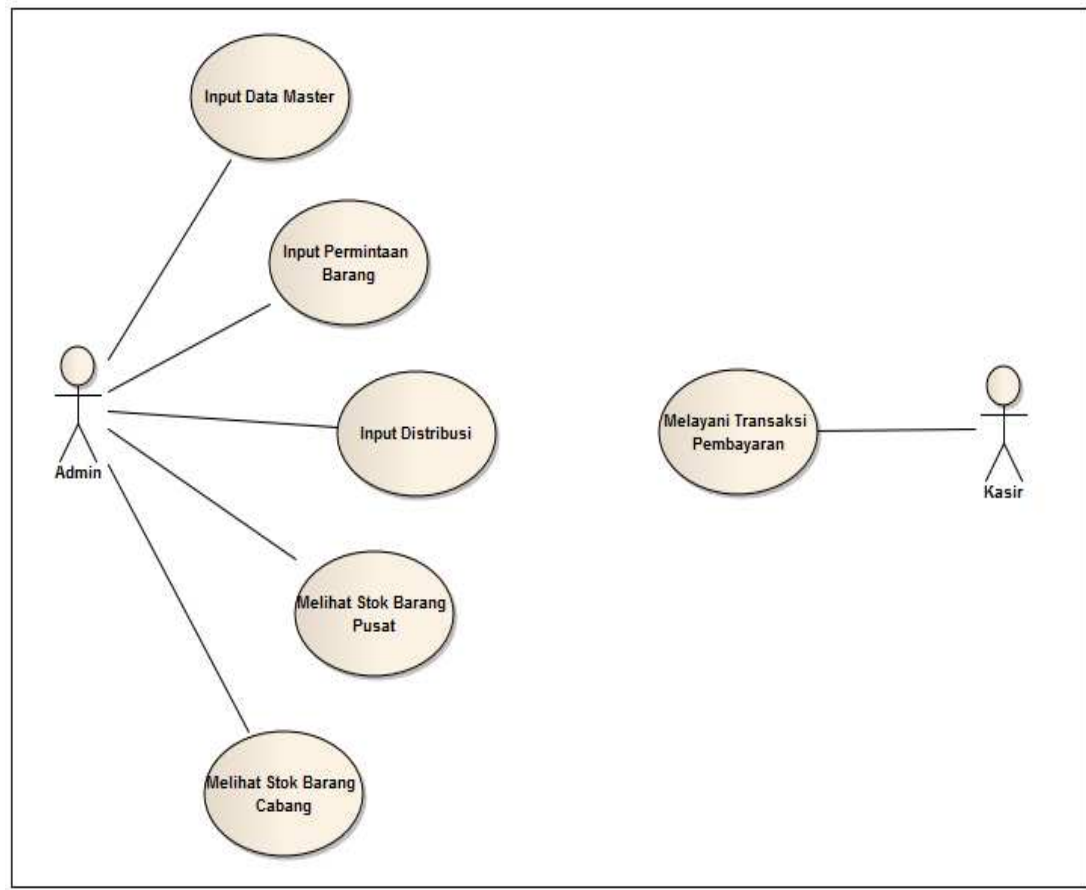 Input Data Master
Input Permintaan
Barang
Input Distribusi
Melayani Transaksi
Pembayaran
Admin
Kasir
Melihat Stok Barang
Pusat
Melihat Stok Barang
Cabang